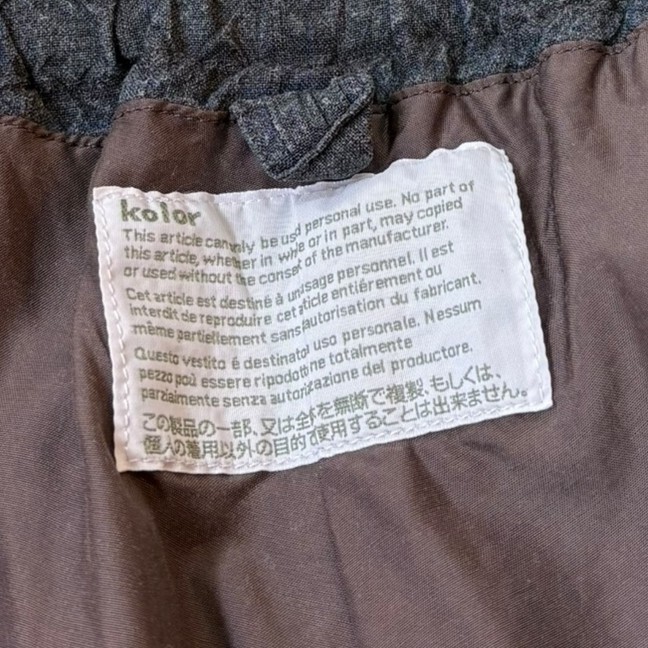 kolor
This article can only be used personal use. No part of
this article, whether in whole or in part, may copied
or used without the consent of the manufacturer.
Cet article est destiné à un usage personnel. Il est
interdit de reproduire cet article entiérement ou
même partiellement sans autorisation du fabricant.
Questo vestito é destinato uso personale. Nessum
pezzo può essere ripodotto ne totalmente
parzialmente senza autorizzazione del productore.
この製品の一部、又は全体を無断で複製、もしくは、
個人の着用以外の目的で使用することは出来ません。